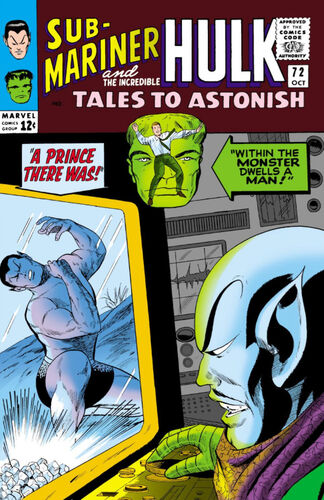 SUB-
MARINER
and
THE INCREDIBLE
HULK
TALES TO ASTONISH
APPROVED
BY THE
COMICS
CODE
AUTHORITY
72
OCT
MARVEL
COMICS
GROUP
12¢
IND.
"A PRINCE
THERE WAS!"
"WITHIN THE
MONSTER
DWELLS A
MAN!"